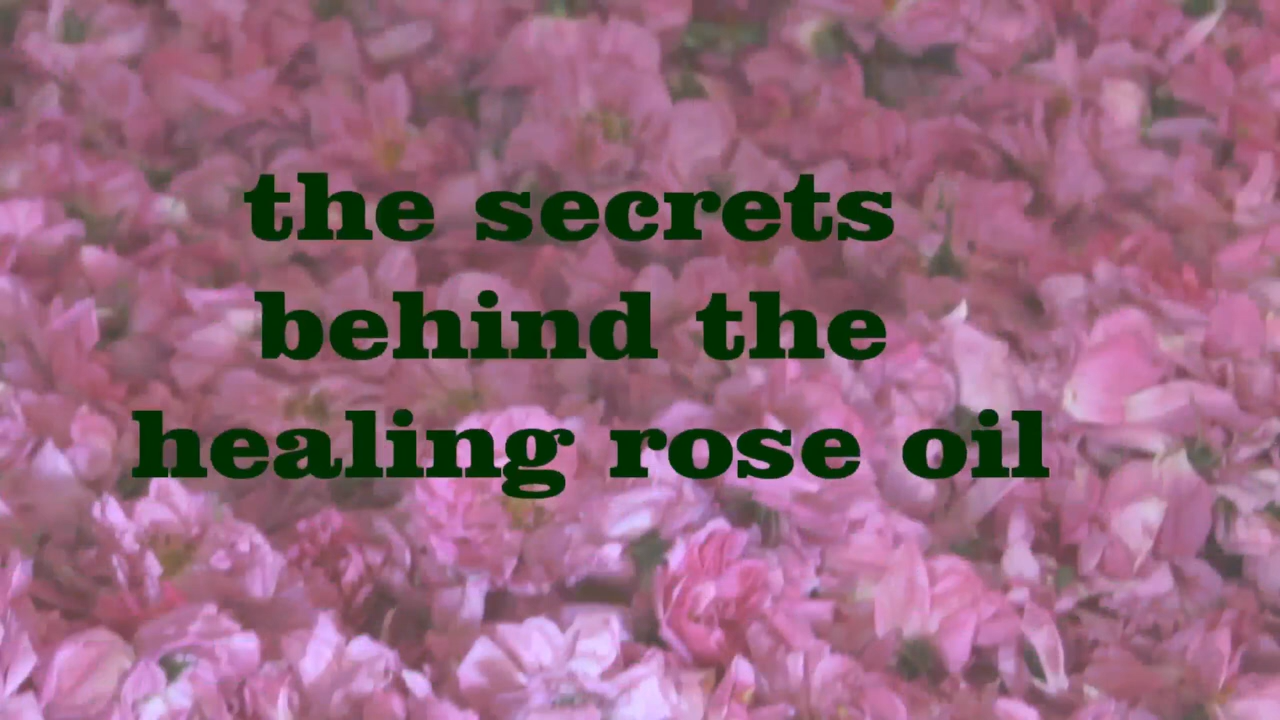 the secrets
behind the
healing rose oil